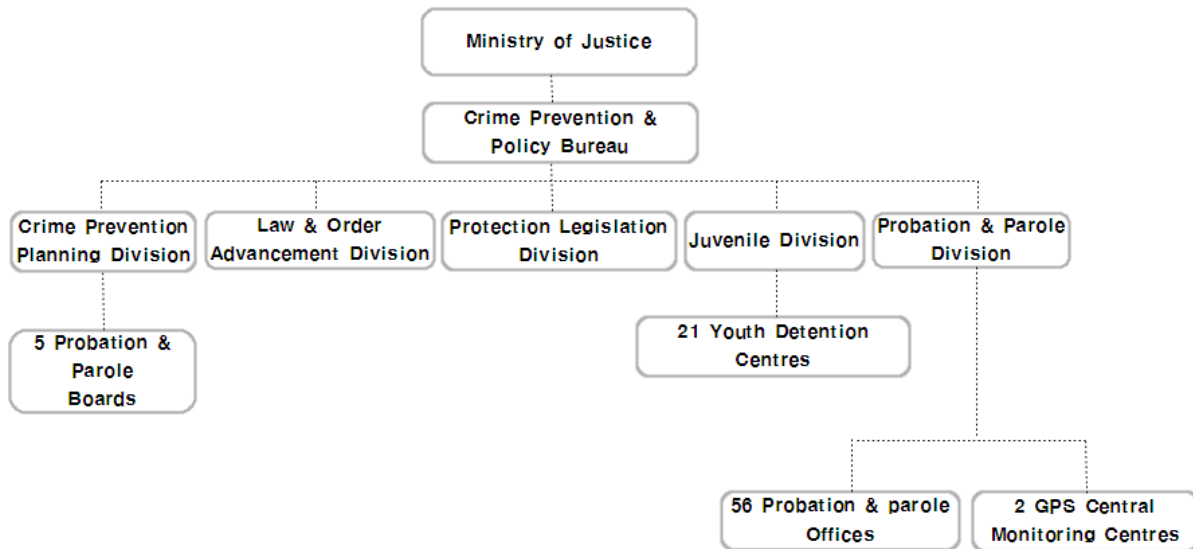 Ministry of Justice
Crime Prevention &
Policy Bureau
Crime Prevention
Planning Division
Law & Order
Advancement Division
Protection Legislation
Division
Juvenile Division
Probation & Parole
Division
5 Probation &
Parole
Boards
21 Youth Detention
Centres
56 Probation & parole
Offices
2 GPS Central
Monitoring Centres